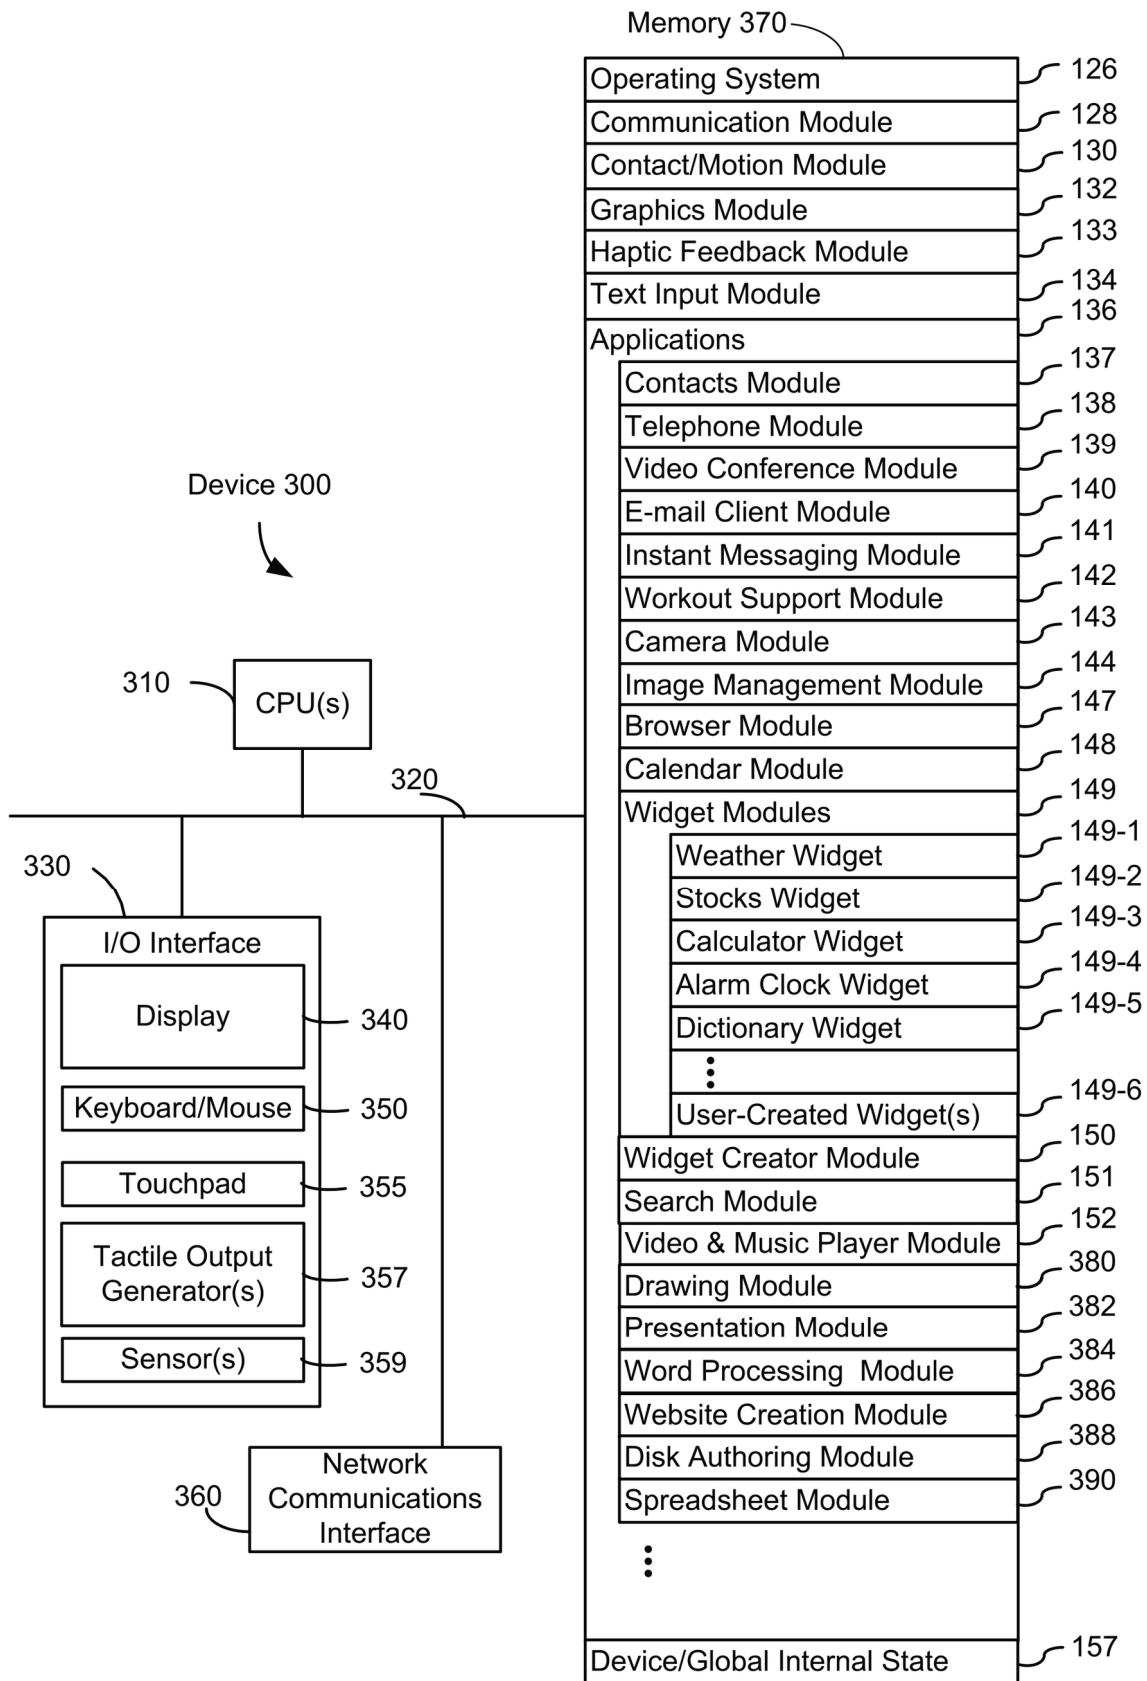 Memory 370
Operating System 126
Communication Module 128
Contact/Motion Module 130
Graphics Module 132
Haptic Feedback Module 133
Text Input Module 134
Applications 136
Contacts Module 137
Telephone Module 138
Video Conference Module 139
E-mail Client Module 140
Instant Messaging Module 141
Workout Support Module 142
Camera Module 143
Image Management Module 144
Browser Module 147
Calendar Module 148
Widget Modules 149
Weather Widget 149-1
Stocks Widget 149-2
Calculator Widget 149-3
Alarm Clock Widget 149-4
Dictionary Widget 149-5
User-Created Widget(s) 149-6
Widget Creator Module 150
Search Module 151
Video & Music Player Module 152
Drawing Module 380
Presentation Module 382
Word Processing Module 384
Website Creation Module 386
Disk Authoring Module 388
Spreadsheet Module 390
Device/Global Internal State 157
Device 300
310
CPU(s)
320
330
I/O Interface
Display 340
Keyboard/Mouse 350
Touchpad 355
Tactile Output
Generator(s) 357
Sensor(s) 359
360
Network
Communications
Interface